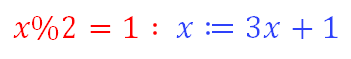 x%2 = 1 : x := 3x + 1